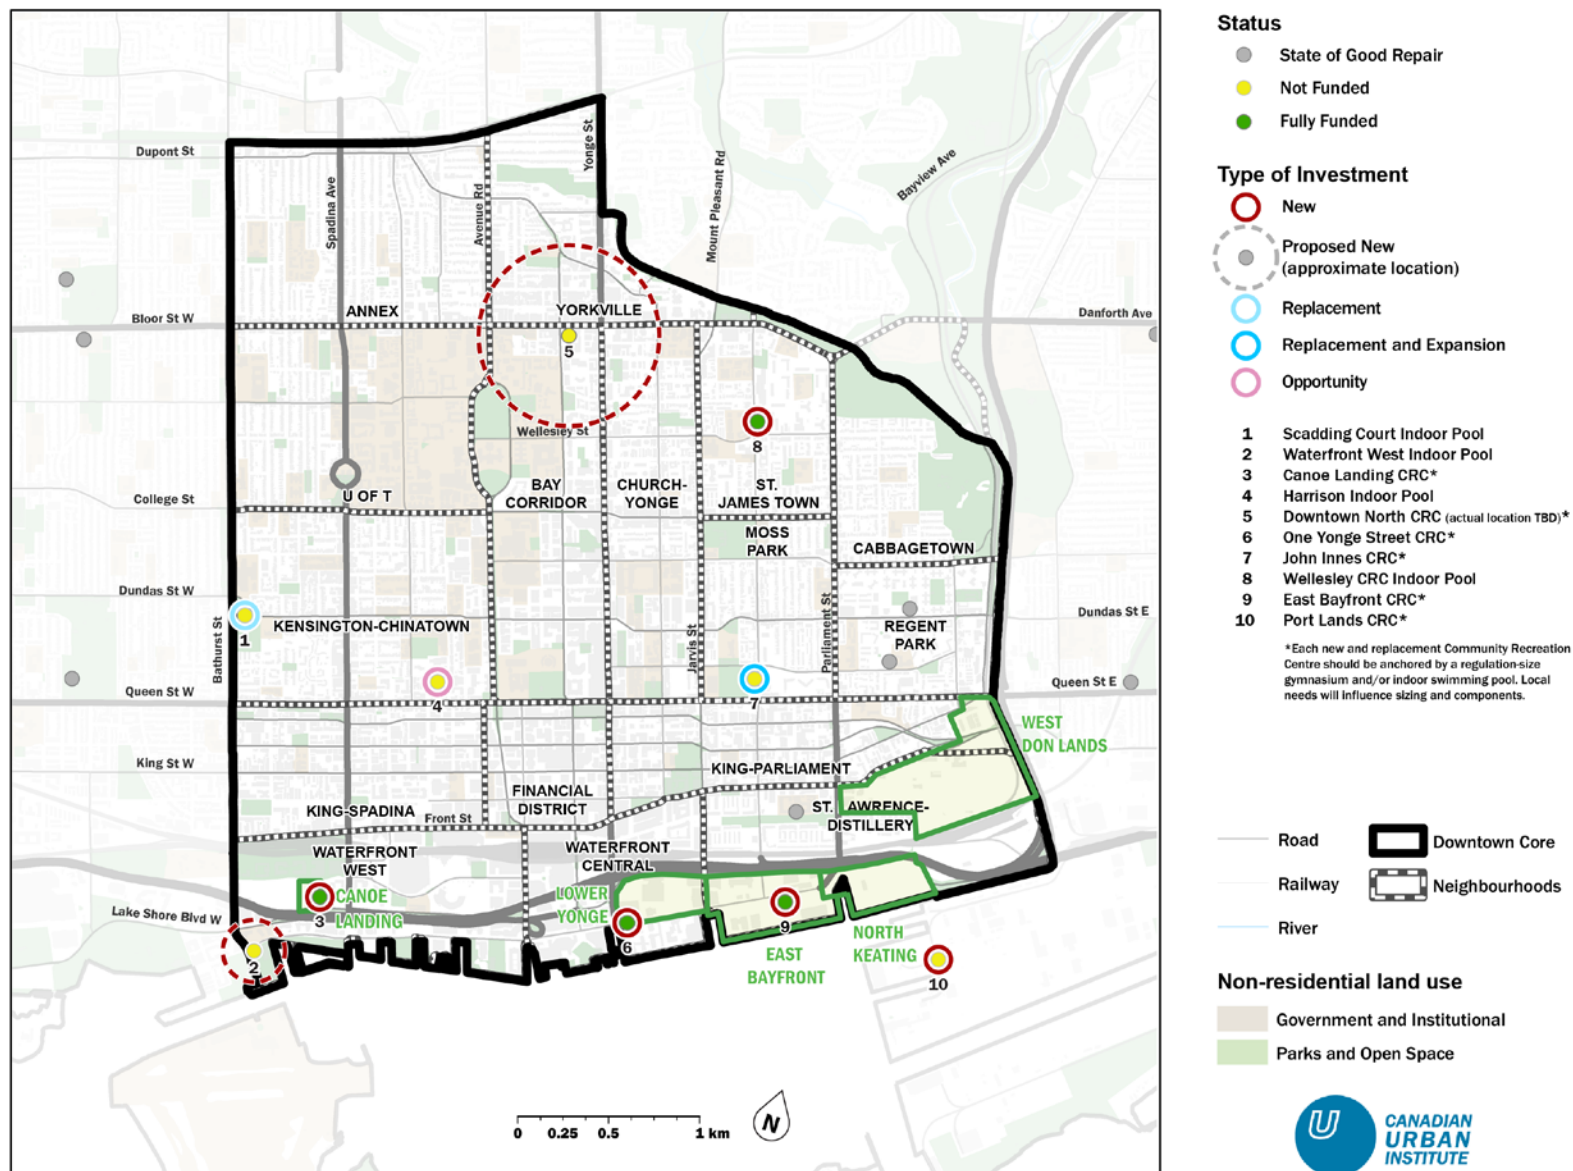 Dupont St
Spadina Ave
Avenue Rd
Yonge St
Mount Pleasant Rd
Bayview Ave
ANNEX
YORKVILLE
Bloor St W
Danforth Ave
5
Wellesley St
8
BAY
CORRIDOR
CHURCH-
YONGE
ST.
JAMES TOWN
College St
U OF T
MOSS
PARK
CABBAGETOWN
Dundas St W
Dundas St E
Bathurst St
Jarvis St
Parliament St
1
KENSINGTON-CHINATOWN
REGENT
PARK
Queen St W
4
7
Queen St E
WEST
DON LANDS
King St W
KING-PARLIAMENT
KING-SPADINA
FINANCIAL
DISTRICT
Front St
ST. AWRENCE-
DISTILLERY
WATERFRONT
WEST
WATERFRONT
CENTRAL
CANOE
LANDING
3
LOWER
YONGE
6
9
Lake Shore Blvd W
2
EAST
BAYFRONT
NORTH
KEATING
10
0 0.25 0.5 1 km
N
Status
State of Good Repair
Not Funded
Fully Funded
Type of Investment
New
Proposed New
(approximate location)
Replacement
Replacement and Expansion
Opportunity
1 Scadding Court Indoor Pool
2 Waterfront West Indoor Pool
3 Canoe Landing CRC*
4 Harrison Indoor Pool
5 Downtown North CRC (actual location TBD)*
6 One Yonge Street CRC*
7 John Innes CRC*
8 Wellesley CRC Indoor Pool
9 East Bayfront CRC*
10 Port Lands CRC*
*Each new and replacement Community Recreation
Centre should be anchored by a regulation-size
gymnasium and/or indoor swimming pool. Local
needs will influence sizing and components.
Road
Downtown Core
Railway
Neighbourhoods
River
Non-residential land use
Government and Institutional
Parks and Open Space
U
CANADIAN
URBAN
INSTITUTE